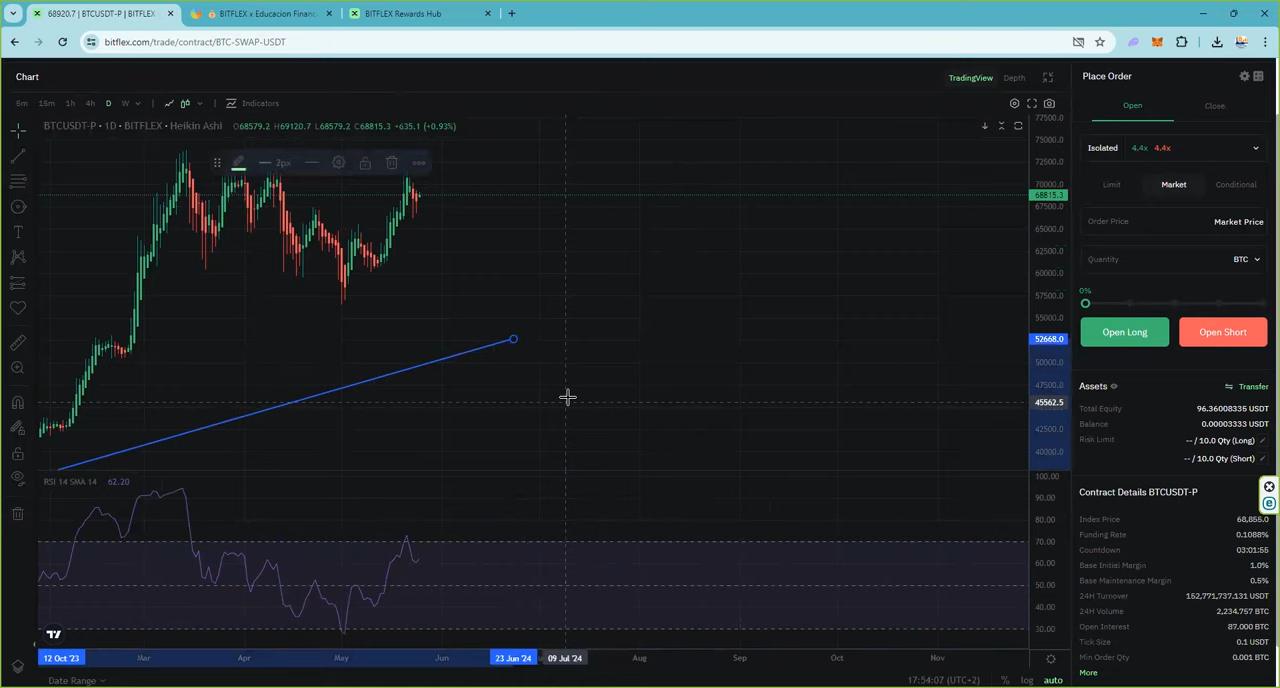 68920.7 | BTCUSDT-P | BITFLEX
BITFLEX x Educacion Financ
BITFLEX Rewards Hub
bitflex.com/trade/contract/BTC-SWAP-USDT
Chart
TradingView Depth
5m 15m 1h 4h D W
Indicators
BTCUSDT-P · 1D · BITFLEX · Heikin Ashi O68579.2 H69120.7 L68579.2 C68815.3 +635.1 (+0.93%)
2px
77500.0
75000.0
72500.0
70000.0
68815.3
67500.0
65000.0
62500.0
60000.0
57500.0
55000.0
52668.0
50000.0
47500.0
45562.5
42500.0
40000.0
RSI 14 SMA 14 62.20
100.00
90.00
80.00
70.00
60.00
50.00
40.00
30.00
12 Oct '23 Mar Apr May Jun 23 Jun '24 09 Jul '24 Aug Sep Oct Nov
Date Range 17:54:07 (UTC+2) % log auto
Place Order
Open Close
Isolated 4.4x 4.4x
Limit Market Conditional
Order Price Market Price
Quantity BTC
0%
Open Long Open Short
Assets Transfer
Total Equity 96.36008335 USDT
Balance 0.00003333 USDT
Risk Limit -- / 10.0 Qty (Long)
-- / 10.0 Qty (Short)
Contract Details BTCUSDT-P
Index Price 68,855.0
Funding Rate 0.1088%
Countdown 03:01:55
Base Initial Margin 1.0%
Base Maintenance Margin 0.5%
24H Turnover 152,771,737.131 USDT
24H Volume 2,234.757 BTC
Open Interest 87.000 BTC
Tick Size 0.1 USDT
Min Order Qty 0.001 BTC
More